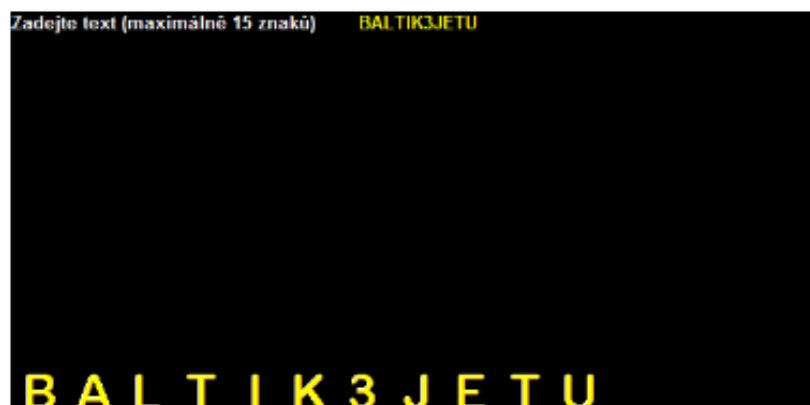 Zadejte text (maximálně 15 znaků) BALTIK3JETU
B A L T I K 3 J E T U